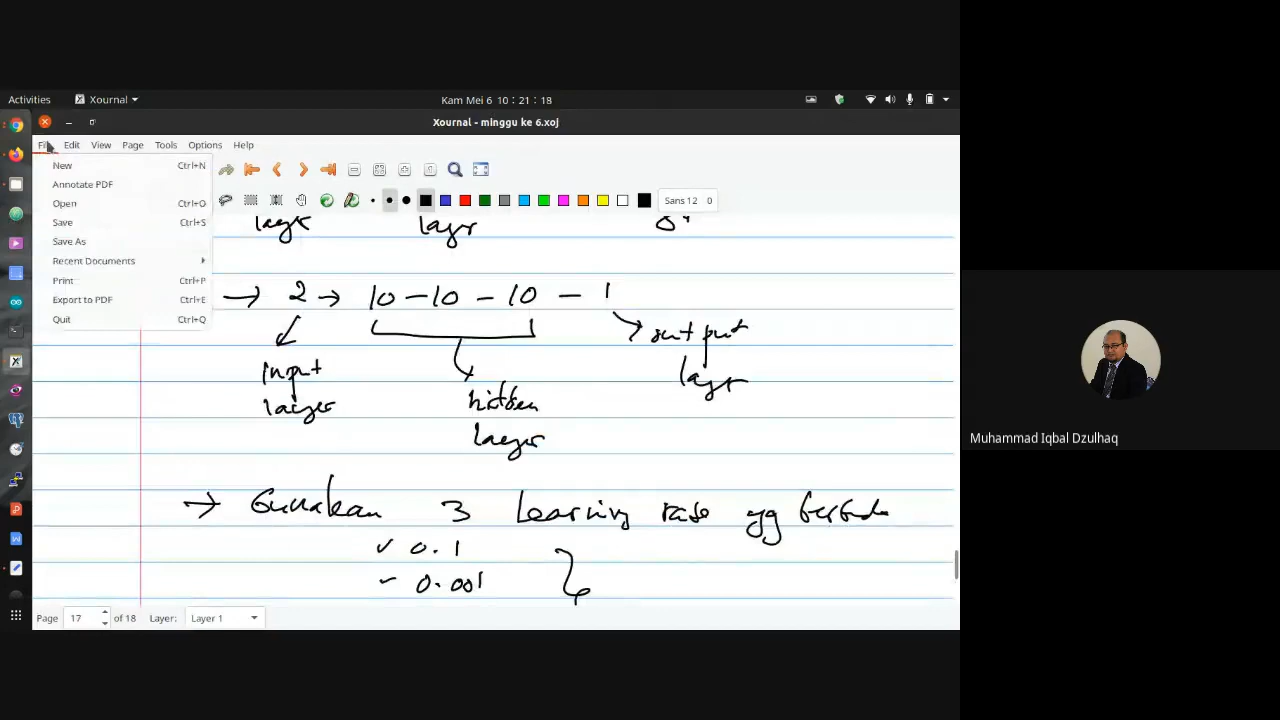 Activities Xournal Kam Mei 6 10:21:18
Xournal - minggu ke 6.xoj
File Edit View Page Tools Options Help
New Ctrl+N
Annotate PDF
Open Ctrl+O
Save Ctrl+S
Save As
Recent Documents
Print Ctrl+P
Export to PDF Ctrl+E
Quit Ctrl+Q
Sans 12 0
layer layer
→ 2 → 10 - 10 - 10 - 1
input layer
hidden layer
output layer
→ Gunakan 3 learning rate yg berbeda
✓ 0.1
- 0.001
Page 17 of 18 Layer: Layer 1
Muhammad Iqbal Dzulhaq